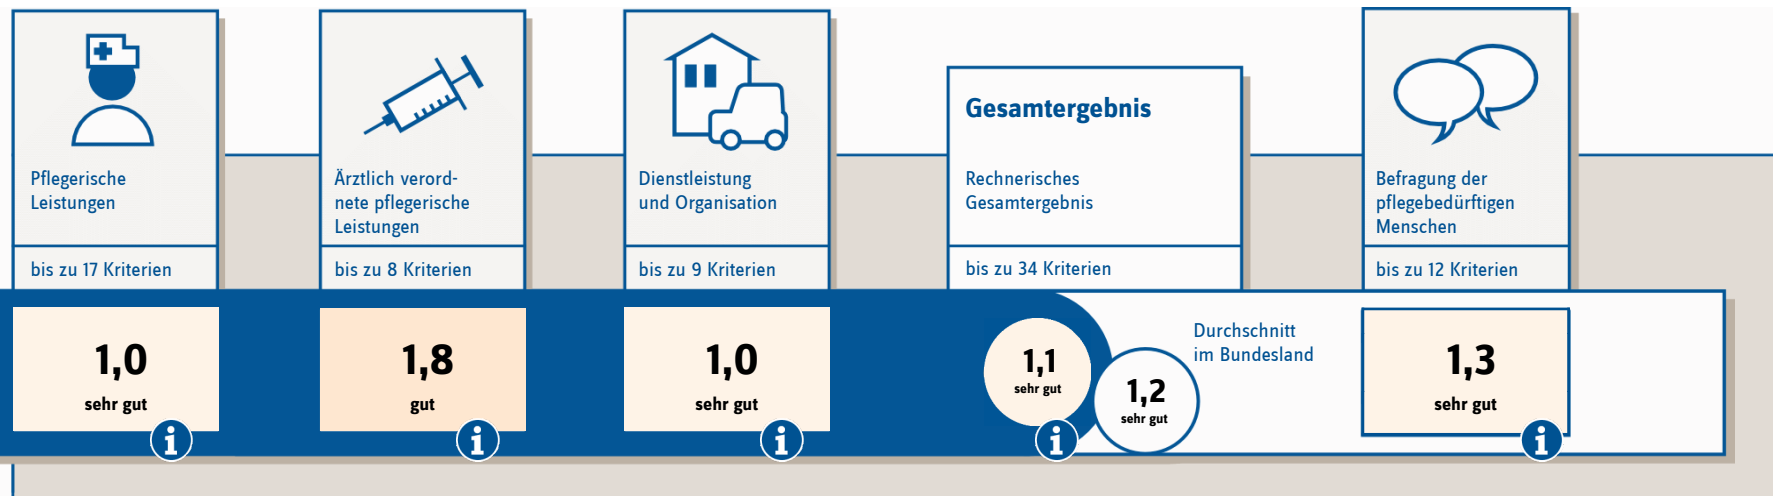 Pflegerische
Leistungen
bis zu 17 Kriterien
1,0
sehr gut
i
Ärztlich verord-
nete pflegerische
Leistungen
bis zu 8 Kriterien
1,8
gut
i
Dienstleistung
und Organisation
bis zu 9 Kriterien
1,0
sehr gut
i
Gesamtergebnis
Rechnerisches
Gesamtergebnis
bis zu 34 Kriterien
1,1
sehr gut
i
1,2
sehr gut
Durchschnitt
im Bundesland
Befragung der
pflegebedürftigen
Menschen
bis zu 12 Kriterien
1,3
sehr gut
i